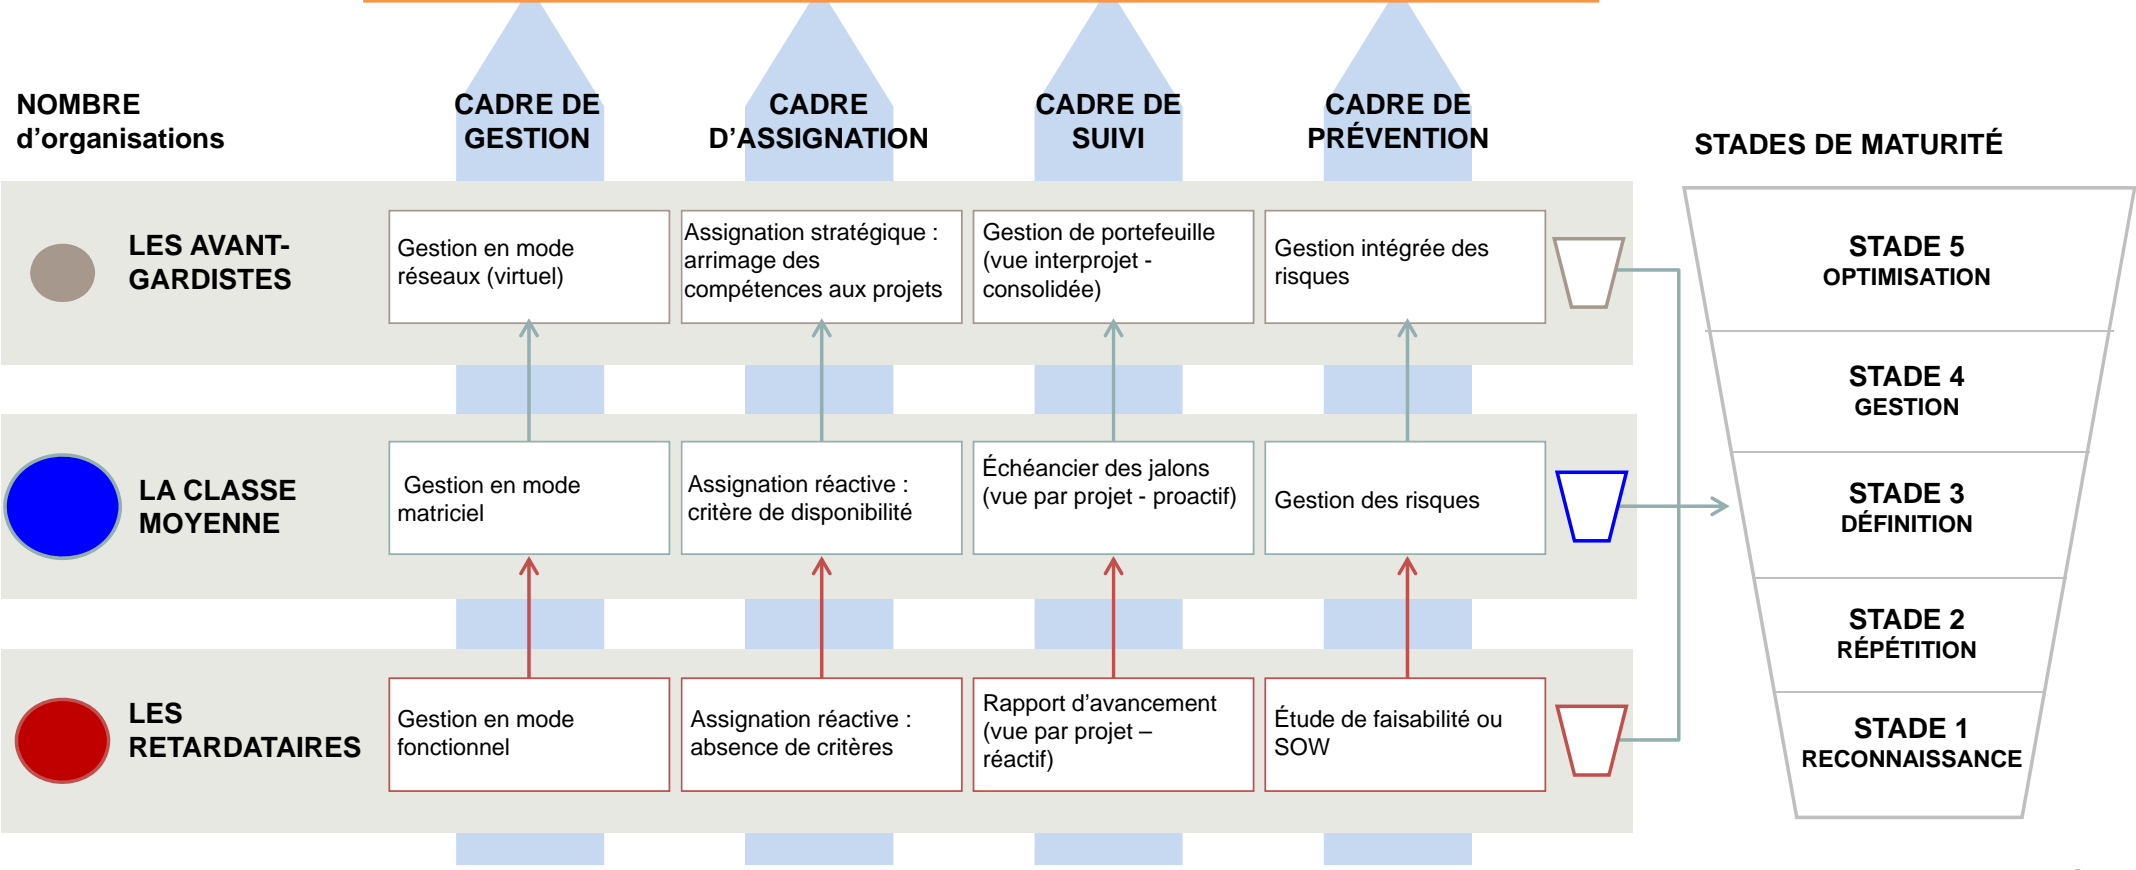 NOMBRE
d’organisations
CADRE DE
GESTION
CADRE
D’ASSIGNATION
CADRE DE
SUIVI
CADRE DE
PRÉVENTION
STADES DE MATURITÉ
LES AVANT-
GARDISTES
Gestion en mode
réseaux (virtuel)
Assignation stratégique :
arrimage des
compétences aux projets
Gestion de portefeuille
(vue interprojet -
consolidée)
Gestion intégrée des
risques
LA CLASSE
MOYENNE
Gestion en mode
matriciel
Assignation réactive :
critère de disponibilité
Échéancier des jalons
(vue par projet - proactif)
Gestion des risques
LES
RETARDATAIRES
Gestion en mode
fonctionnel
Assignation réactive :
absence de critères
Rapport d’avancement
(vue par projet –
réactif)
Étude de faisabilité ou
SOW
STADE 5
OPTIMISATION
STADE 4
GESTION
STADE 3
DÉFINITION
STADE 2
RÉPÉTITION
STADE 1
RECONNAISSANCE